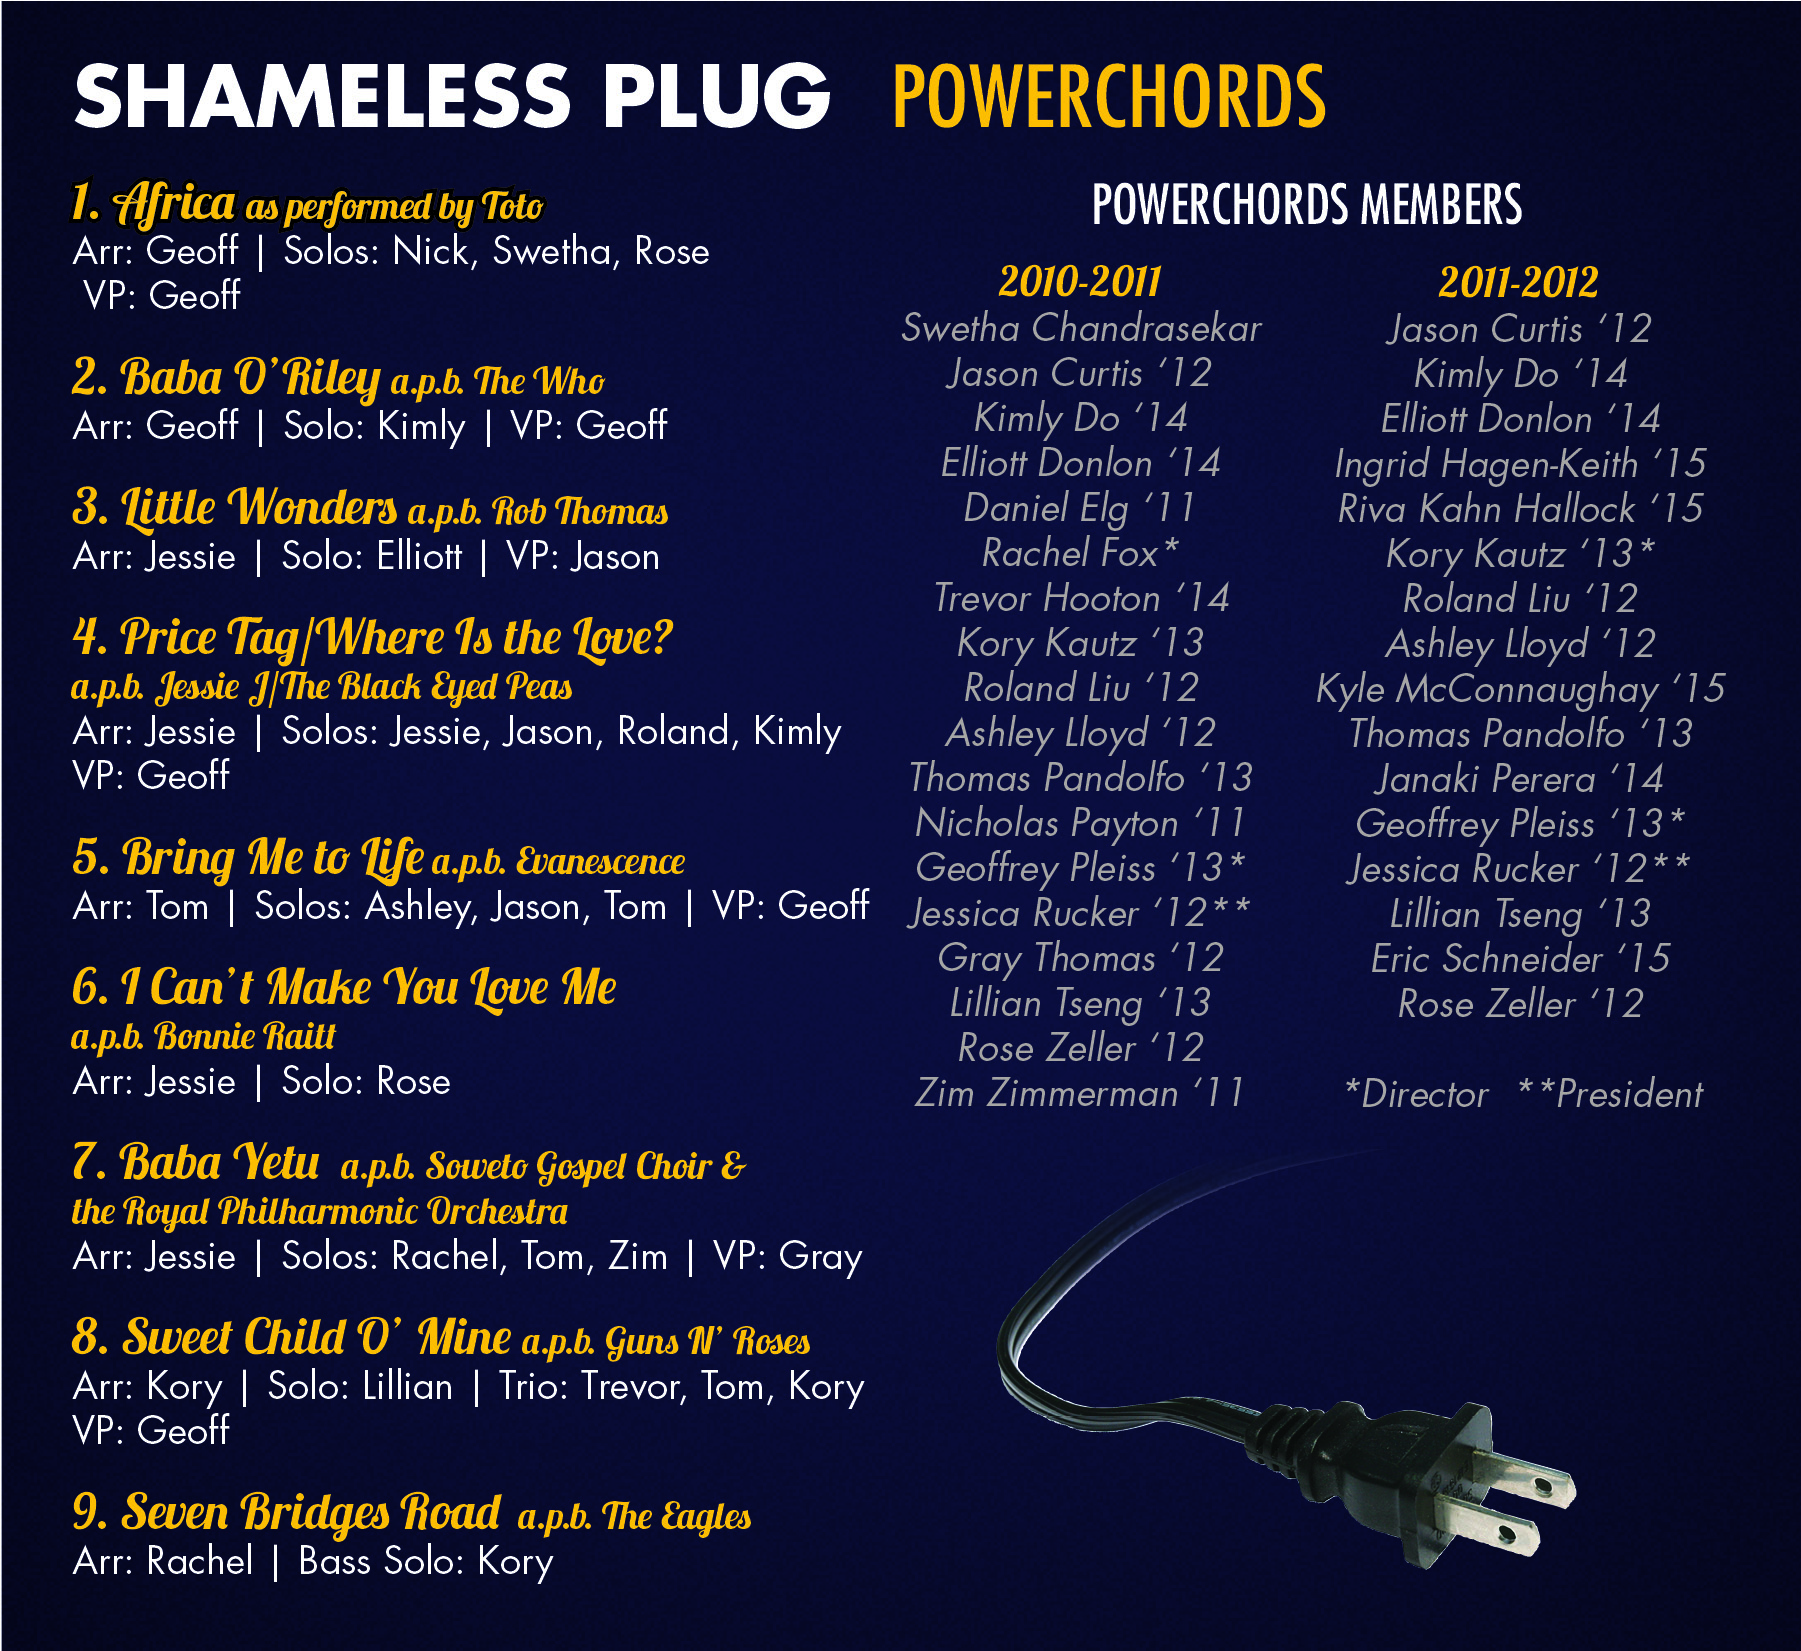 SHAMELESS PLUG POWERCHORDS
1. Africa as performed by Toto
Arr: Geoff | Solos: Nick, Swetha, Rose
VP: Geoff
2. Baba O’Riley a.p.b. The Who
Arr: Geoff | Solo: Kimly | VP: Geoff
3. Little Wonders a.p.b. Rob Thomas
Arr: Jessie | Solo: Elliott | VP: Jason
4. Price Tag/Where Is the Love?
a.p.b. Jessie J/The Black Eyed Peas
Arr: Jessie | Solos: Jessie, Jason, Roland, Kimly
VP: Geoff
5. Bring Me to Life a.p.b. Evanescence
Arr: Tom | Solos: Ashley, Jason, Tom | VP: Geoff
6. I Can’t Make You Love Me
a.p.b. Bonnie Raitt
Arr: Jessie | Solo: Rose
7. Baba Yetu a.p.b. Soweto Gospel Choir &
the Royal Philharmonic Orchestra
Arr: Jessie | Solos: Rachel, Tom, Zim | VP: Gray
8. Sweet Child O’ Mine a.p.b. Guns N’ Roses
Arr: Kory | Solo: Lillian | Trio: Trevor, Tom, Kory
VP: Geoff
9. Seven Bridges Road a.p.b. The Eagles
Arr: Rachel | Bass Solo: Kory
POWERCHORDS MEMBERS
2010-2011
Swetha Chandrasekar
Jason Curtis ‘12
Kimly Do ‘14
Elliott Donlon ‘14
Daniel Elg ‘11
Rachel Fox*
Trevor Hooton ‘14
Kory Kautz ‘13
Roland Liu ‘12
Ashley Lloyd ‘12
Thomas Pandolfo ‘13
Nicholas Payton ‘11
Geoffrey Pleiss ‘13*
Jessica Rucker ‘12**
Gray Thomas ‘12
Lillian Tseng ‘13
Rose Zeller ‘12
Zim Zimmerman ‘11
2011-2012
Jason Curtis ‘12
Kimly Do ‘14
Elliott Donlon ‘14
Ingrid Hagen-Keith ‘15
Riva Kahn Hallock ‘15
Kory Kautz ‘13*
Roland Liu ‘12
Ashley Lloyd ‘12
Kyle McConnaughay ‘15
Thomas Pandolfo ‘13
Janaki Perera ‘14
Geoffrey Pleiss ‘13*
Jessica Rucker ‘12**
Lillian Tseng ‘13
Eric Schneider ‘15
Rose Zeller ‘12
*Director **President